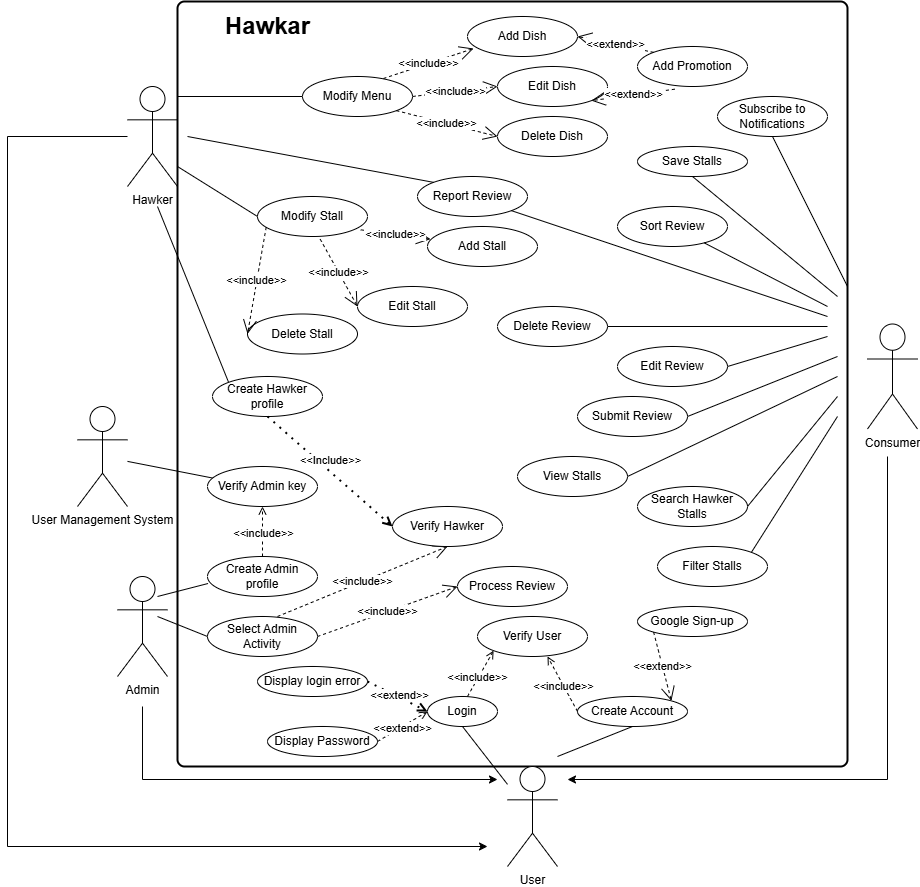 Hawkar
Add Dish
<<extend>>
<<include>>
Add Promotion
Modify Menu
<<include>>
Edit Dish
<<extend>>
Subscribe to
Notifications
<<include>>
Delete Dish
Save Stalls
Hawker
Report Review
Modify Stall
Sort Review
<<include>>
Add Stall
<<include>>
<<include>>
Edit Stall
Delete Stall
Delete Review
Edit Review
Create Hawker
profile
Submit Review
Consumer
<<Include>>
View Stalls
Verify Admin key
User Management System
Search Hawker
Stalls
Verify Hawker
<<include>>
Create Admin
profile
Filter Stalls
<<include>>
Process Review
<<include>>
Select Admin
Activity
Google Sign-up
Verify User
Admin
Display login error
<<include>>
<<extend>>
<<include>>
<<extend>>
Login
Create Account
<<extend>>
Display Password
User